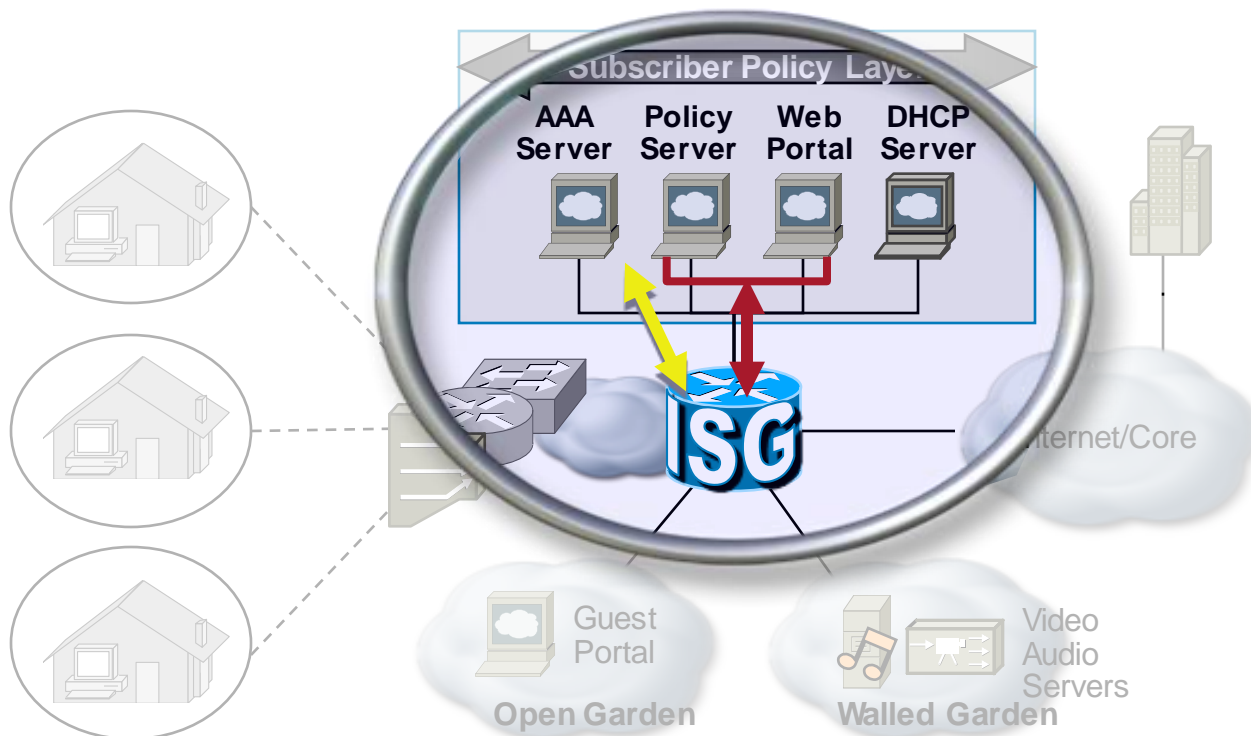 Subscriber Policy Layer
AAA
Server
Policy
Server
Web
Portal
DHCP
Server
ISG
Internet/Core
Guest
Portal
Open Garden
Video
Audio
Servers
Walled Garden